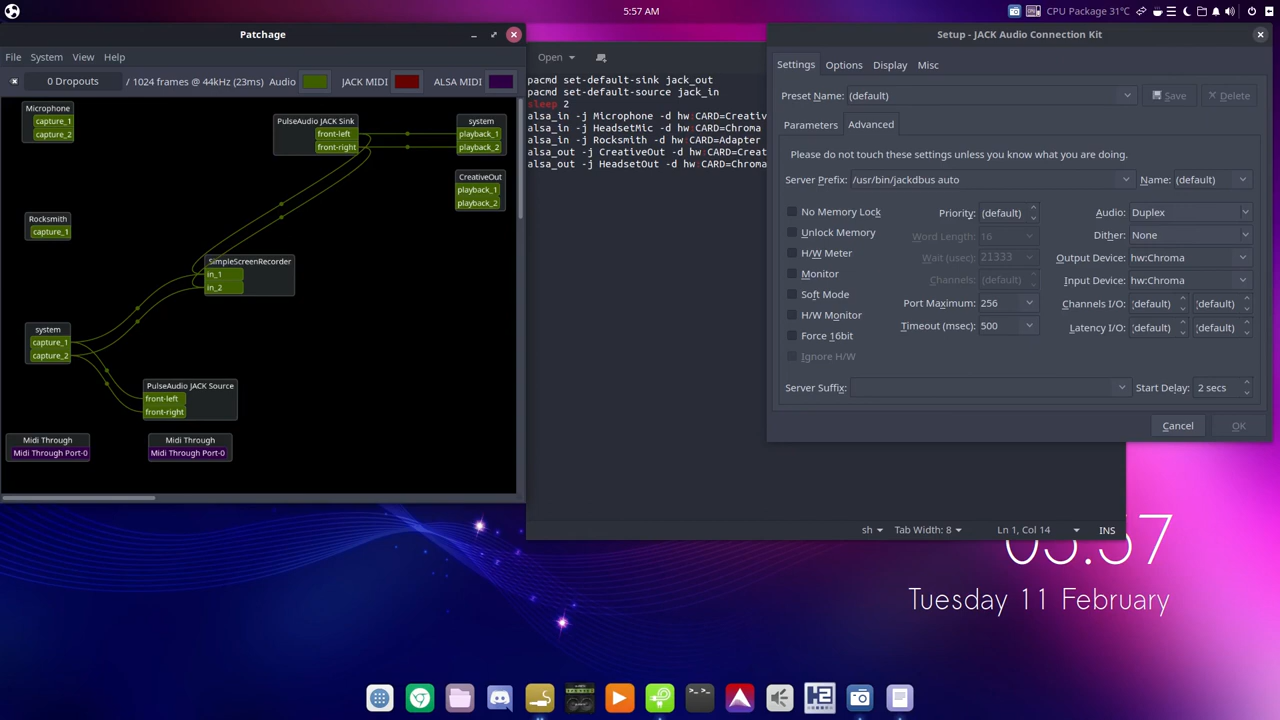 5:57 AM
CPU Package 31°C
Patchage
File System View Help
0 Dropouts / 1024 frames @ 44kHz (23ms) Audio JACK MIDI ALSA MIDI
Microphone
capture_1
capture_2
PulseAudio JACK Sink
front-left
front-right
system
playback_1
playback_2
CreativeOut
playback_1
playback_2
Rocksmith
capture_1
SimpleScreenRecorder
in_1
in_2
system
capture_1
capture_2
PulseAudio JACK Source
front-left
front-right
Midi Through
Midi Through Port-0
Midi Through
Midi Through Port-0
Open
pacmd set-default-sink jack_out
pacmd set-default-source jack_in
sleep 2
alsa_in -j Microphone -d hw:CARD=Creativ
alsa_in -j HeadsetMic -d hw:CARD=Chroma
alsa_in -j Rocksmith -d hw:CARD=Adapter
alsa_out -j CreativeOut -d hw:CARD=Creat
alsa_out -j HeadsetOut -d hw:CARD=Chroma
sh Tab Width: 8 Ln 1, Col 14 INS
Setup - JACK Audio Connection Kit
Settings Options Display Misc
Preset Name: (default) Save Delete
Parameters Advanced
Please do not touch these settings unless you know what you are doing.
Server Prefix: /usr/bin/jackdbus auto Name: (default)
No Memory Lock Priority: (default) Audio: Duplex
Unlock Memory Word Length: 16 Dither: None
H/W Meter Wait (usec): 21333 Output Device: hw:Chroma
Monitor Channels: (default) Input Device: hw:Chroma
Soft Mode Port Maximum: 256 Channels I/O: (default) (default)
H/W Monitor Timeout (msec): 500 Latency I/O: (default) (default)
Force 16bit
Ignore H/W
Server Suffix: Start Delay: 2 secs
Cancel OK
05:57
Tuesday 11 February